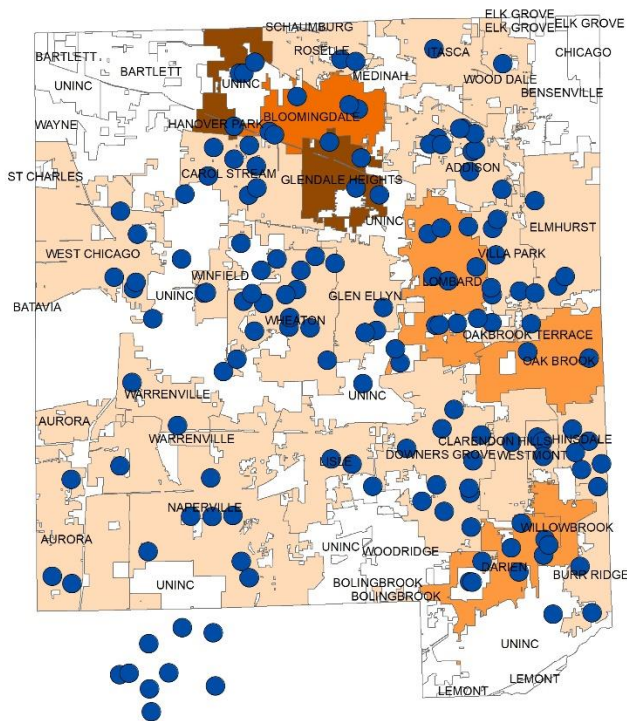 SCHAUMBURG
ELK GROVE
ELK GROVE
ELK GROVE
BARTLETT
ROSELLE
ITASCA
CHICAGO
BARTLETT
MEDINAH
UNINC
UNINC
WOOD DALE
BENSENVILLE
WAYNE
HANOVER PARK
BLOOMINGDALE
ST CHARLES
CAROL STREAM
GLENDALE HEIGHTS
ADDISON
UNINC
ELMHURST
WEST CHICAGO
VILLA PARK
WINFIELD
LOMBARD
BATAVIA
UNINC
GLEN ELLYN
WHEATON
OAKBROOK TERRACE
OAK BROOK
WARRENVILLE
UNINC
AURORA
WARRENVILLE
CLARENDON HILLS
HINSDALE
LISLE
DOWNERS GROVE
WESTMONT
NAPERVILLE
WILLOWBROOK
AURORA
UNINC
WOODRIDGE
UNINC
BOLINGBROOK
DARIEN
BURR RIDGE
BOLINGBROOK
UNINC
LEMONT
LEMONT